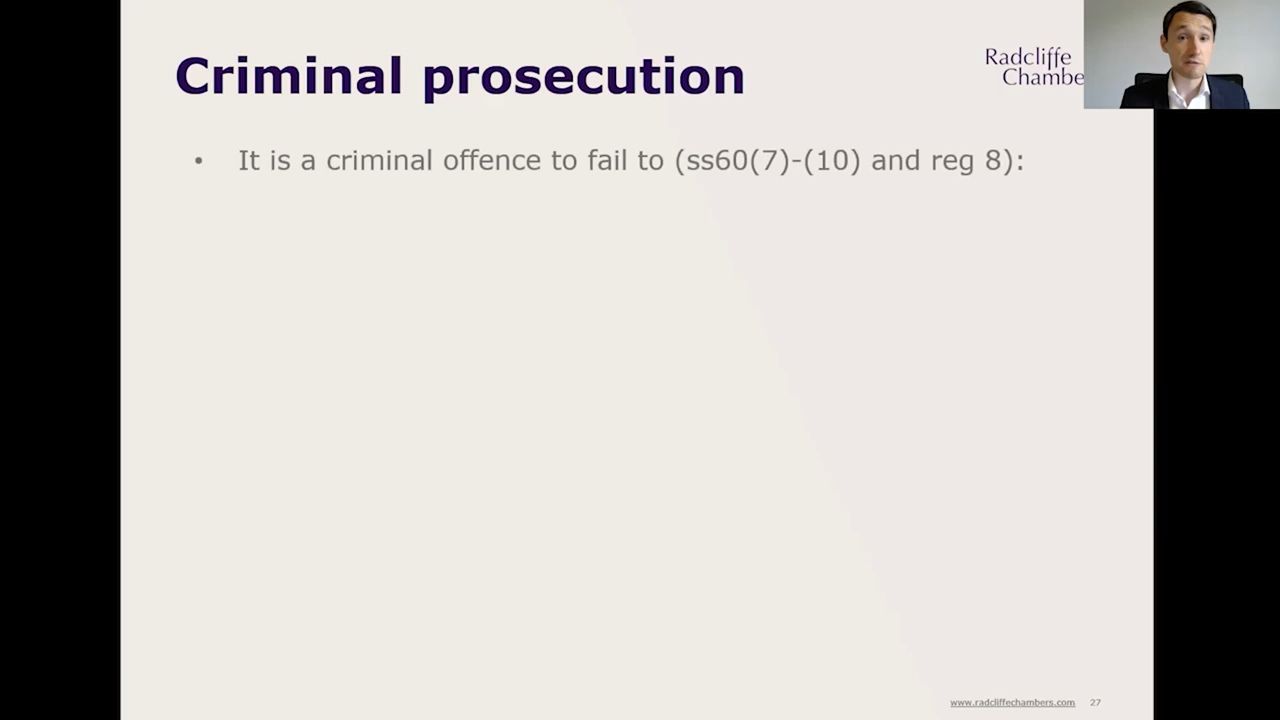 Criminal prosecution
Radcliffe
Chambe
• It is a criminal offence to fail to (ss60(7)-(10) and reg 8):
www.radcliffechambers.com 27